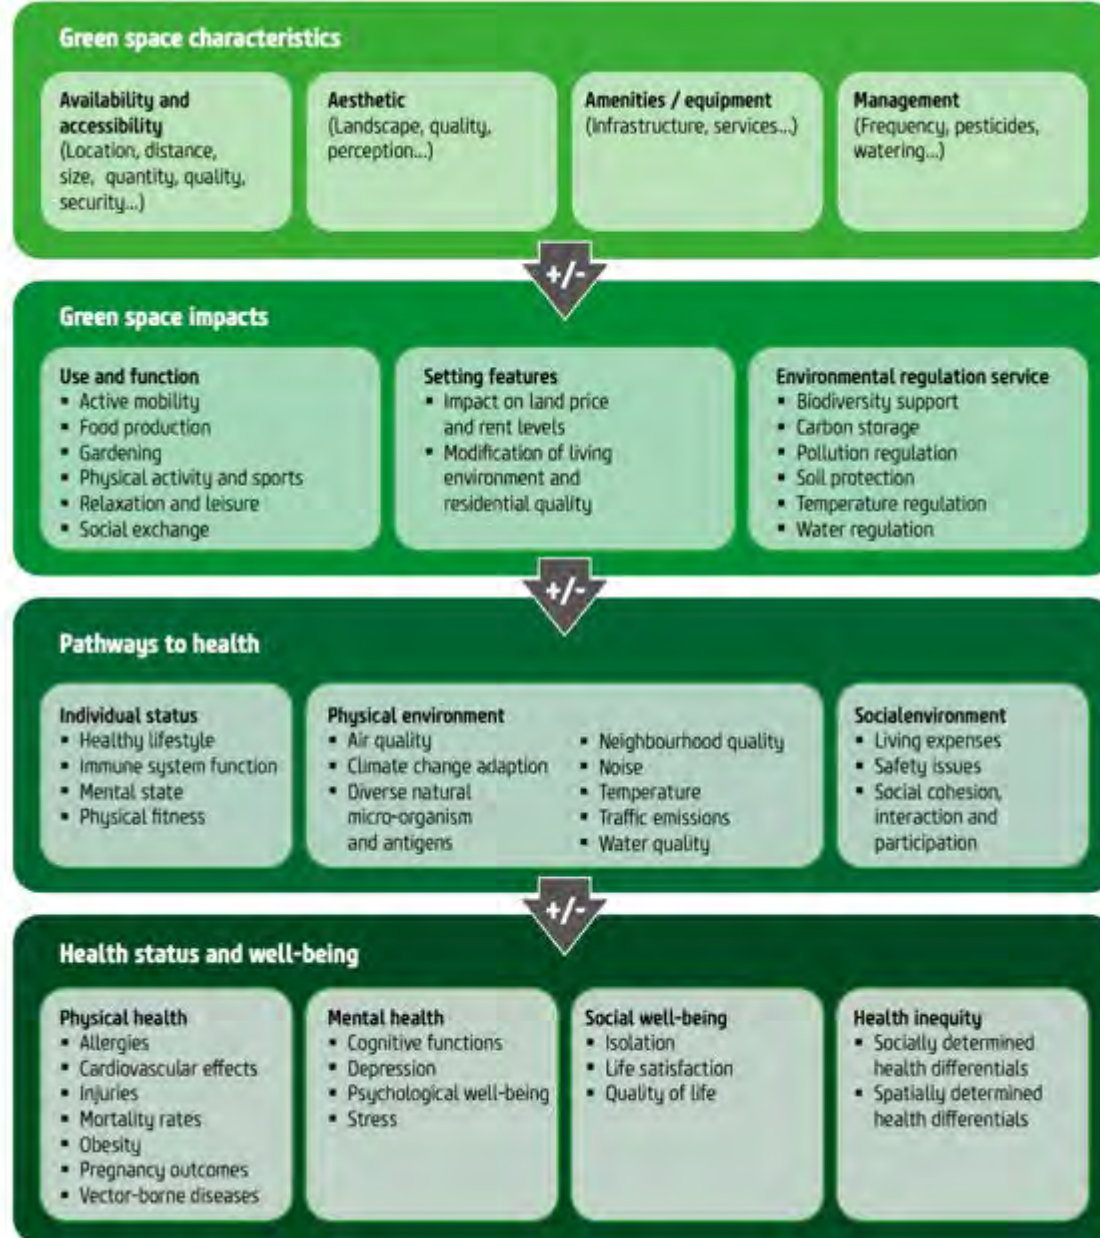 Green space characteristics
Availability and
accessibility
(Location, distance,
size, quantity, quality,
security...)
Aesthetic
(Landscape, quality,
perception...)
Amenities / equipment
(Infrastructure, services...)
Management
(Frequency, pesticides,
watering...)
+/-
Green space impacts
Use and function
▪ Active mobility
▪ Food production
▪ Gardening
▪ Physical activity and sports
▪ Relaxation and leisure
▪ Social exchange
Setting features
▪ Impact on land price
and rent levels
▪ Modification of living
environment and
residential quality
Environmental regulation service
▪ Biodiversity support
▪ Carbon storage
▪ Pollution regulation
▪ Soil protection
▪ Temperature regulation
▪ Water regulation
+/-
Pathways to health
Individual status
▪ Healthy lifestyle
▪ Immune system function
▪ Mental state
▪ Physical fitness
Physical environment
▪ Air quality
▪ Climate change adaption
▪ Diverse natural
micro-organism
and antigens
▪ Neighbourhood quality
▪ Noise
▪ Temperature
▪ Traffic emissions
▪ Water quality
Socialenvironment
▪ Living expenses
▪ Safety issues
▪ Social cohesion,
interaction and
participation
+/-
Health status and well-being
Physical health
▪ Allergies
▪ Cardiovascular effects
▪ Injuries
▪ Mortality rates
▪ Obesity
▪ Pregnancy outcomes
▪ Vector-borne diseases
Mental health
▪ Cognitive functions
▪ Depression
▪ Psychological well-being
▪ Stress
Social well-being
▪ Isolation
▪ Life satisfaction
▪ Quality of life
Health inequity
▪ Socially determined
health differentials
▪ Spatially determined
health differentials